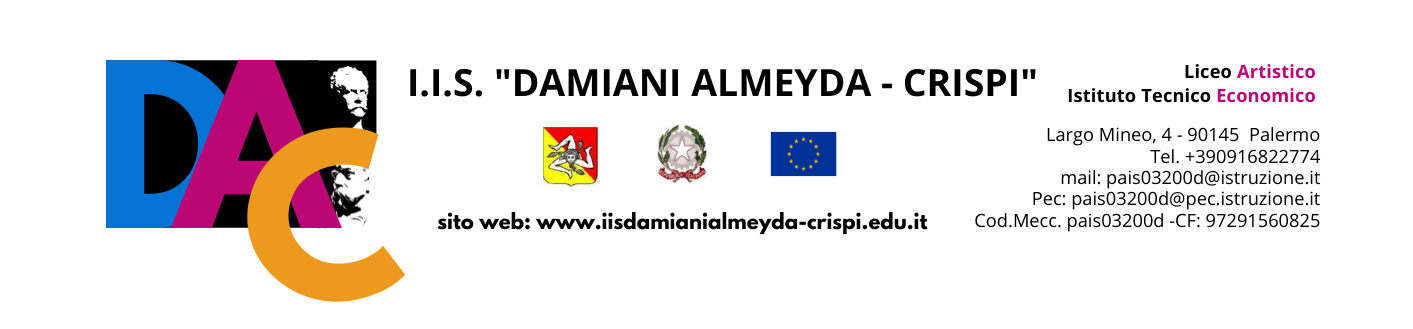 DAC
I.I.S. "DAMIANI ALMEYDA - CRISPI"
sito web: www.iisdamianialmeyda-crispi.edu.it
Liceo Artistico
Istituto Tecnico Economico
Largo Mineo, 4 - 90145 Palermo
Tel. +390916822774
mail: pais03200d@istruzione.it
Pec: pais03200d@pec.istruzione.it
Cod.Mecc. pais03200d -CF: 97291560825